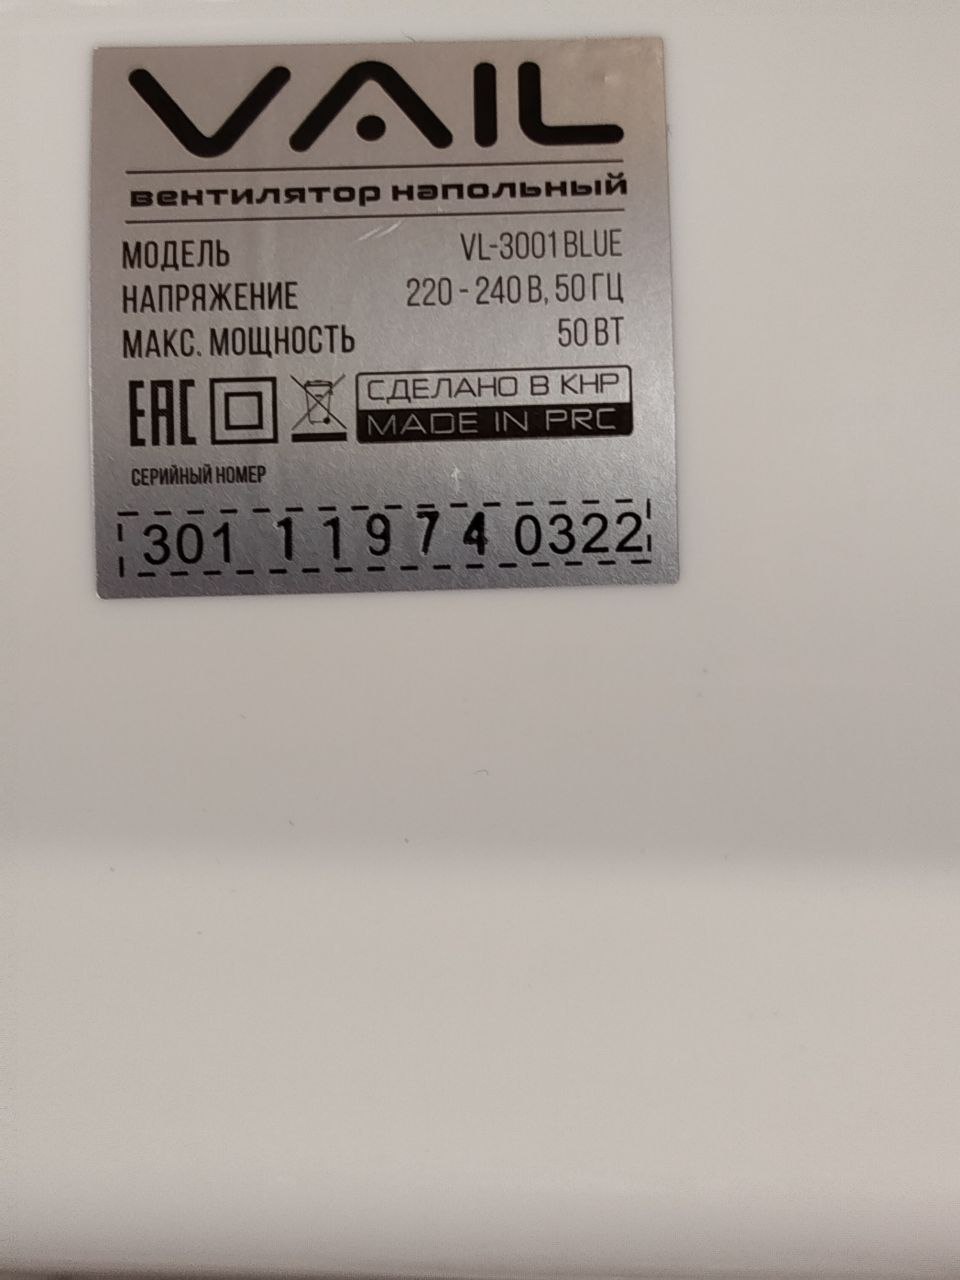 VAIL
вентилятор напольный
МОДЕЛЬ VL-3001 BLUE
НАПРЯЖЕНИЕ 220 - 240 В, 50 ГЦ
МАКС. МОЩНОСТЬ 50 ВТ
EAC СДЕЛАНО В КНР
MADE IN PRC
СЕРИЙНЫЙ НОМЕР
301 1 1 9 7 4 0322